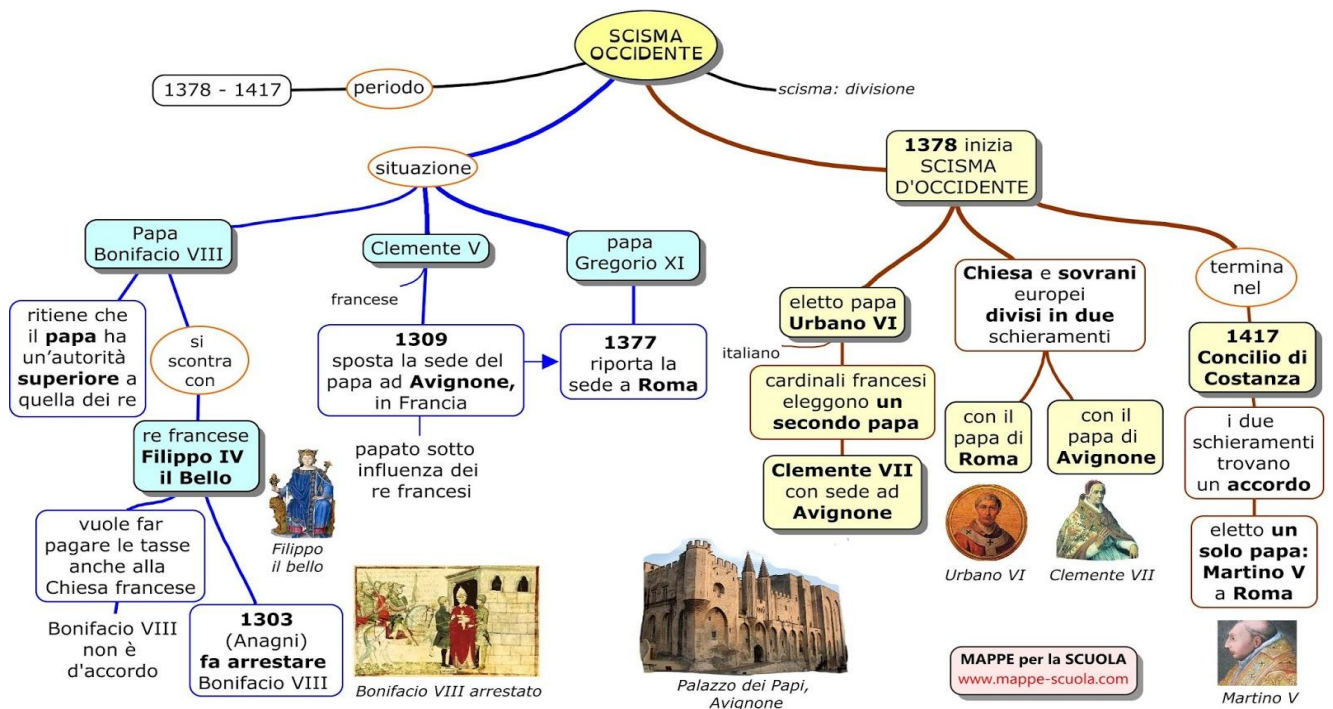 SCISMA
OCCIDENTE
1378 - 1417
periodo
scisma: divisione
situazione
Papa
Bonifacio VIII
ritiene che
il papa ha
un'autorità
superiore a
quella dei re
si
scontra
con
re francese
Filippo IV
il Bello
Filippo
il bello
vuole far
pagare le tasse
anche alla
Chiesa francese
Bonifacio VIII
non è
d'accordo
1303
(Anagni)
fa arrestare
Bonifacio VIII
Bonifacio VIII arrestato
Clemente V
francese
1309
sposta la sede del
papa ad Avignone,
in Francia
papato sotto
influenza dei
re francesi
papa
Gregorio XI
1377
riporta la
sede a Roma
Palazzo dei Papi,
Avignone
1378 inizia
SCISMA
D'OCCIDENTE
eletto papa
Urbano VI
italiano
cardinali francesi
eleggono un
secondo papa
Clemente VII
con sede ad
Avignone
Chiesa e sovrani
europei
divisi in due
schieramenti
con il
papa di
Roma
Urbano VI
con il
papa di
Avignone
Clemente VII
termina
nel
1417
Concilio di
Costanza
i due
schieramenti
trovano
un accordo
eletto un
solo papa:
Martino V
a Roma
Martino V
MAPPE per la SCUOLA
www.mappe-scuola.com